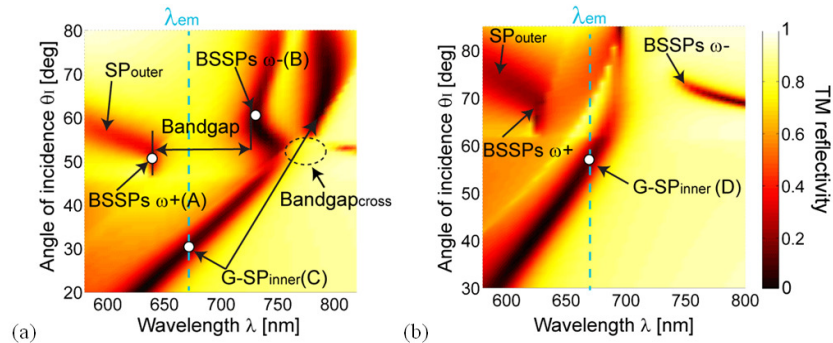 λem
80
70
60
50
40
30
20
Angle of incidence θI [deg]
SPouter
BSSPs ω-(B)
Bandgap
BSSPs ω+(A)
Bandgapcross
G-SPinner(C)
600
650
700
750
800
Wavelength λ [nm]
(a)
λem
80
70
60
50
40
30
Angle of incidence θI [deg]
SPouter
BSSPs ω-
BSSPs ω+
G-SPinner (D)
600
650
700
750
800
Wavelength λ [nm]
(b)
1
0.8
0.6
0.4
0.2
0
TM reflectivity